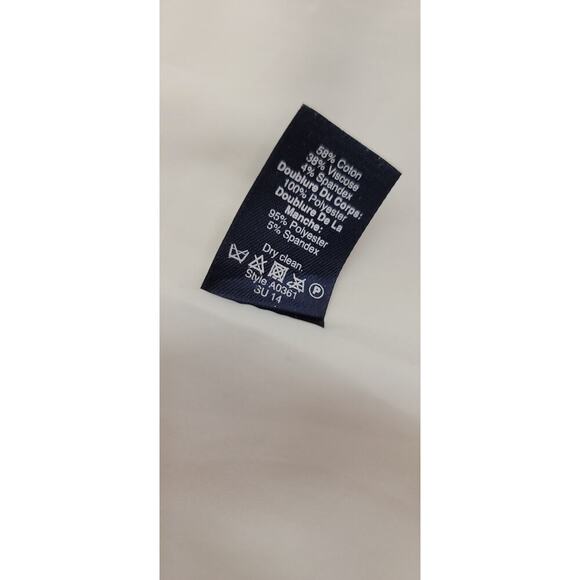 58% Coton
38% Viscose
4% Spandex
Doublure Du Corps:
100% Polyester
Doublure De La
Manche:
95% Polyester
5% Spandex
Dry clean.
P
Style A0361
SU 14